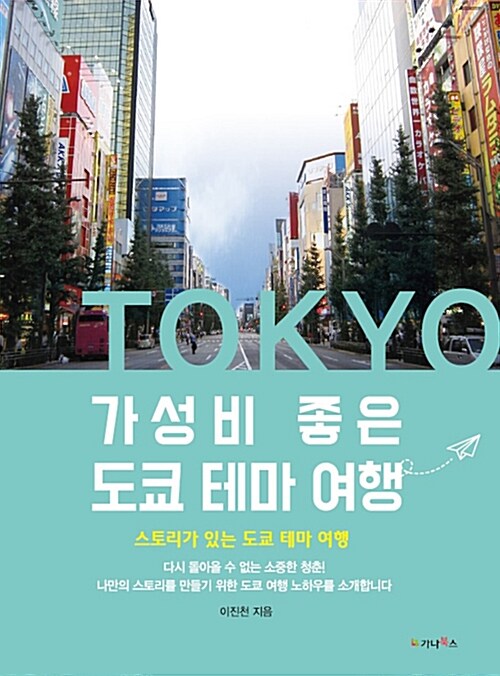 TOKYO
가성비 좋은
도쿄 테마 여행
스토리가 있는 도쿄 테마 여행
다시 돌아올 수 없는 소중한 청춘!
나만의 스토리를 만들기 위한 도쿄 여행 노하우를 소개합니다
이진천 지음
가나북스